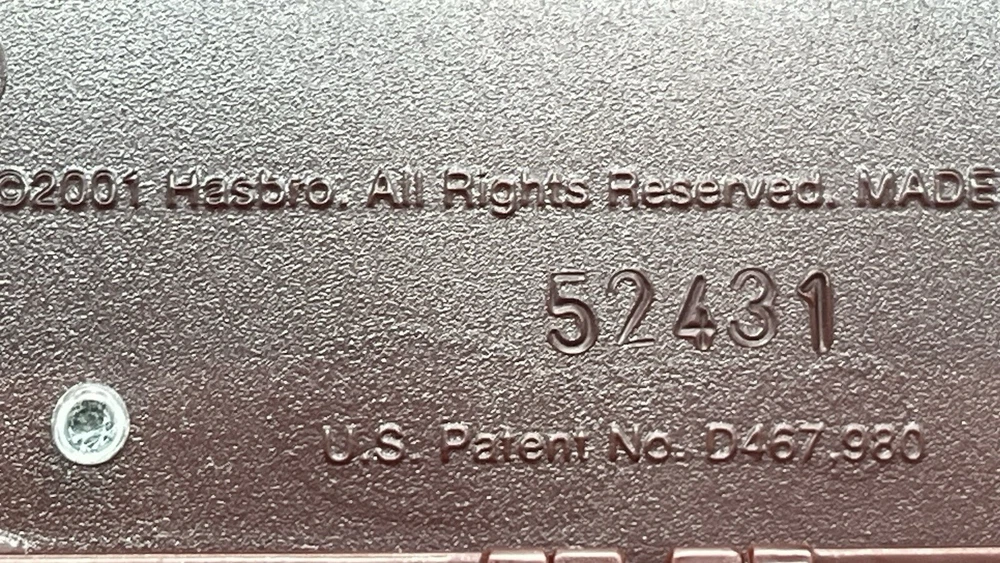 ©2001 Hasbro. All Rights Reserved. MADE
52431
U.S. Patent No. D467,980